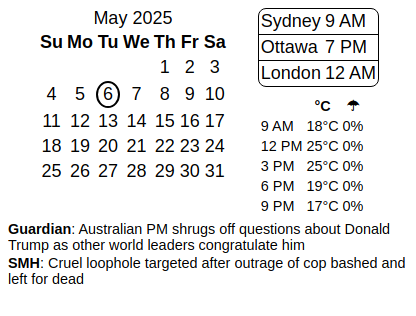 May 2025
Su Mo Tu We Th Fr Sa
1 2 3
4 5 6 7 8 9 10
11 12 13 14 15 16 17
18 19 20 21 22 23 24
25 26 27 28 29 30 31
Sydney 9 AM
Ottawa 7 PM
London 12 AM
°C ☂
9 AM 18°C 0%
12 PM 25°C 0%
3 PM 25°C 0%
6 PM 19°C 0%
9 PM 17°C 0%
Guardian: Australian PM shrugs off questions about Donald
Trump as other world leaders congratulate him
SMH: Cruel loophole targeted after outrage of cop bashed and
left for dead